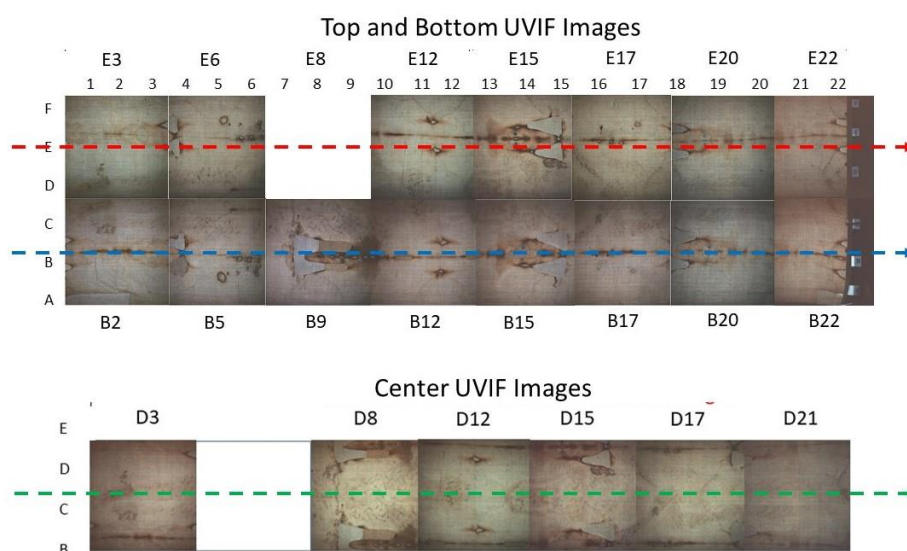 Top and Bottom UVIF Images
E3 E6 E8 E12 E15 E17 E20 E22
1 2 3 4 5 6 7 8 9 10 11 12 13 14 15 16 17 18 19 20 21 22
F
E
D
C
B
A
B2 B5 B9 B12 B15 B17 B20 B22
Center UVIF Images
D3 D8 D12 D15 D17 D21
E
D
C
B